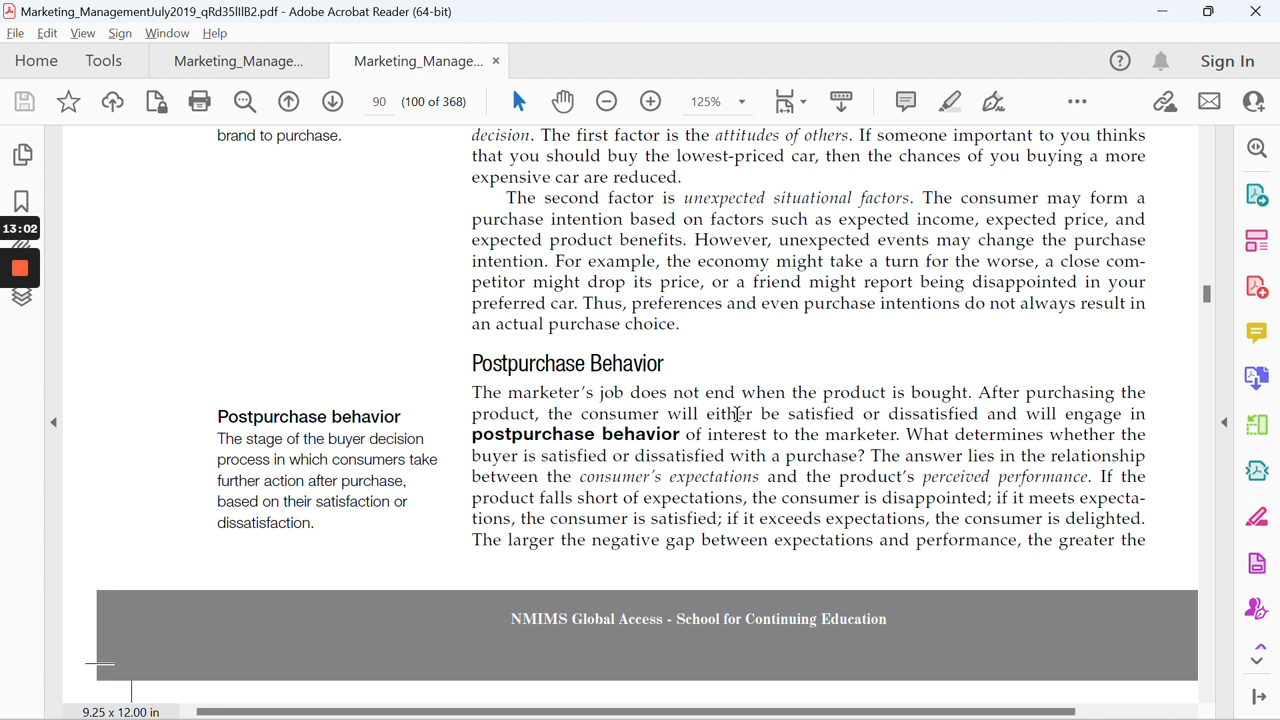 Marketing_ManagementJuly2019_qRd35IIIB2.pdf - Adobe Acrobat Reader (64-bit)
File Edit View Sign Window Help
Home Tools Marketing_Manage... Marketing_Manage... × Sign In
90 (100 of 368) 125%
brand to purchase.
decision. The first factor is the attitudes of others. If someone important to you thinks
that you should buy the lowest-priced car, then the chances of you buying a more
expensive car are reduced.
The second factor is unexpected situational factors. The consumer may form a
purchase intention based on factors such as expected income, expected price, and
expected product benefits. However, unexpected events may change the purchase
intention. For example, the economy might take a turn for the worse, a close com-
petitor might drop its price, or a friend might report being disappointed in your
preferred car. Thus, preferences and even purchase intentions do not always result in
an actual purchase choice.
13:02
Postpurchase Behavior
The marketer's job does not end when the product is bought. After purchasing the
product, the consumer will either be satisfied or dissatisfied and will engage in
postpurchase behavior of interest to the marketer. What determines whether the
buyer is satisfied or dissatisfied with a purchase? The answer lies in the relationship
between the consumer's expectations and the product's perceived performance. If the
product falls short of expectations, the consumer is disappointed; if it meets expecta-
tions, the consumer is satisfied; if it exceeds expectations, the consumer is delighted.
The larger the negative gap between expectations and performance, the greater the
Postpurchase behavior
The stage of the buyer decision
process in which consumers take
further action after purchase,
based on their satisfaction or
dissatisfaction.
NMIMS Global Access - School for Continuing Education
9.25 x 12.00 in